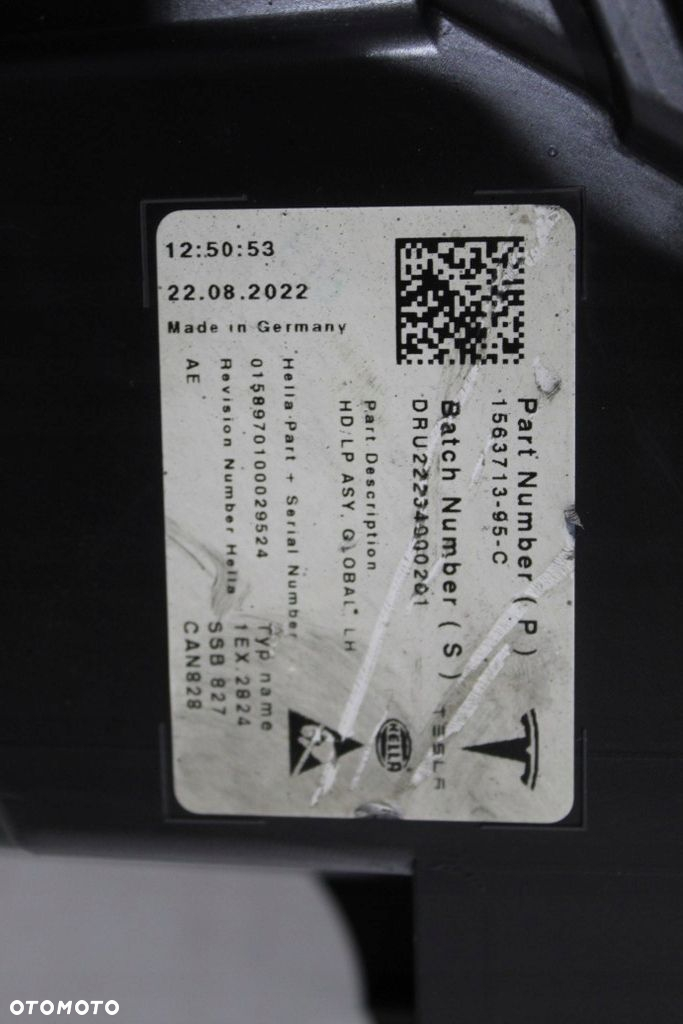 12:50:53
22.08.2022
Made in Germany
Part Number ( P )
1563713-95-C
Batch Number ( S )
DRU22234900201
Part Description
HD/LP ASY, GLOBAL, LH
Hella Part + Serial Number
015897010002952​4
Revision Number Hella
AE
Typ name
1EX.2824
SSB 827
CAN828
TESLA
HELLA
OTOMOTO